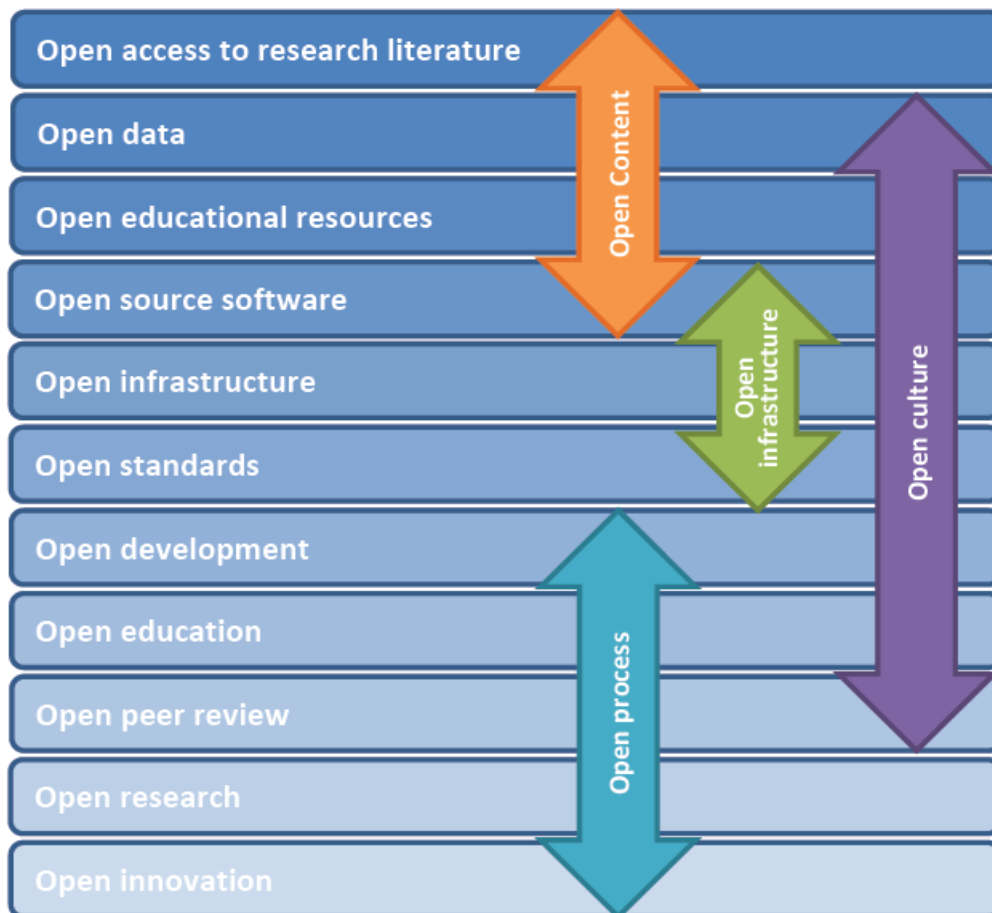 Open access to research literature
Open data
Open educational resources
Open source software
Open infrastructure
Open standards
Open development
Open education
Open peer review
Open research
Open innovation
Open Content
Open
infrastructure
Open culture
Open process